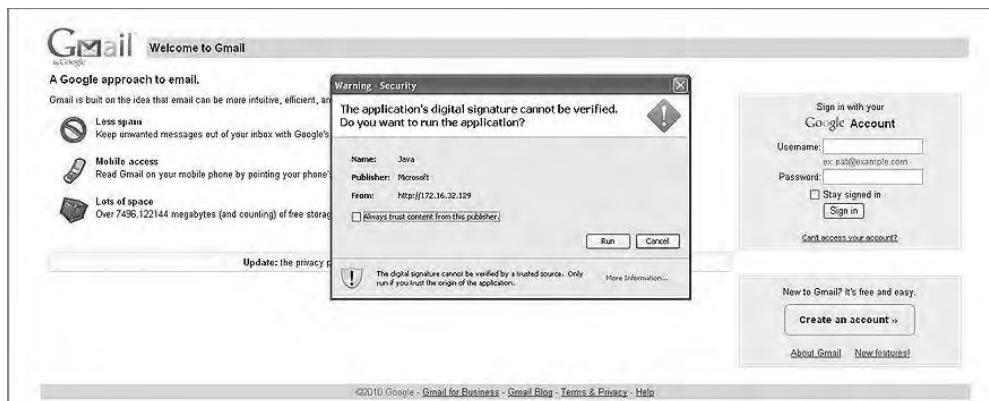 Gmail
by Google
Welcome to Gmail
A Google approach to email.
Gmail is built on the idea that email can be more intuitive, efficient, an
Less spam
Keep unwanted messages out of your inbox with Google's
Mobile access
Read Gmail on your mobile phone by pointing your phone'
Lots of space
Over 7496.122144 megabytes (and counting) of free storag
Update: the privacy p
Warning - Security
The application's digital signature cannot be verified.
Do you want to run the application?
Name: Java
Publisher: Microsoft
From: http://172.16.32.129
Always trust content from this publisher.
Run Cancel
The digital signature cannot be verified by a trusted source. Only
run if you trust the origin of the application.
More Information...
Sign in with your
Google Account
Username:
ex: pat@example.com
Password:
Stay signed in
Sign in
Can't access your account?
New to Gmail? It's free and easy.
Create an account »
About Gmail New features!
©2010 Google - Gmail for Business - Gmail Blog - Terms & Privacy - Help